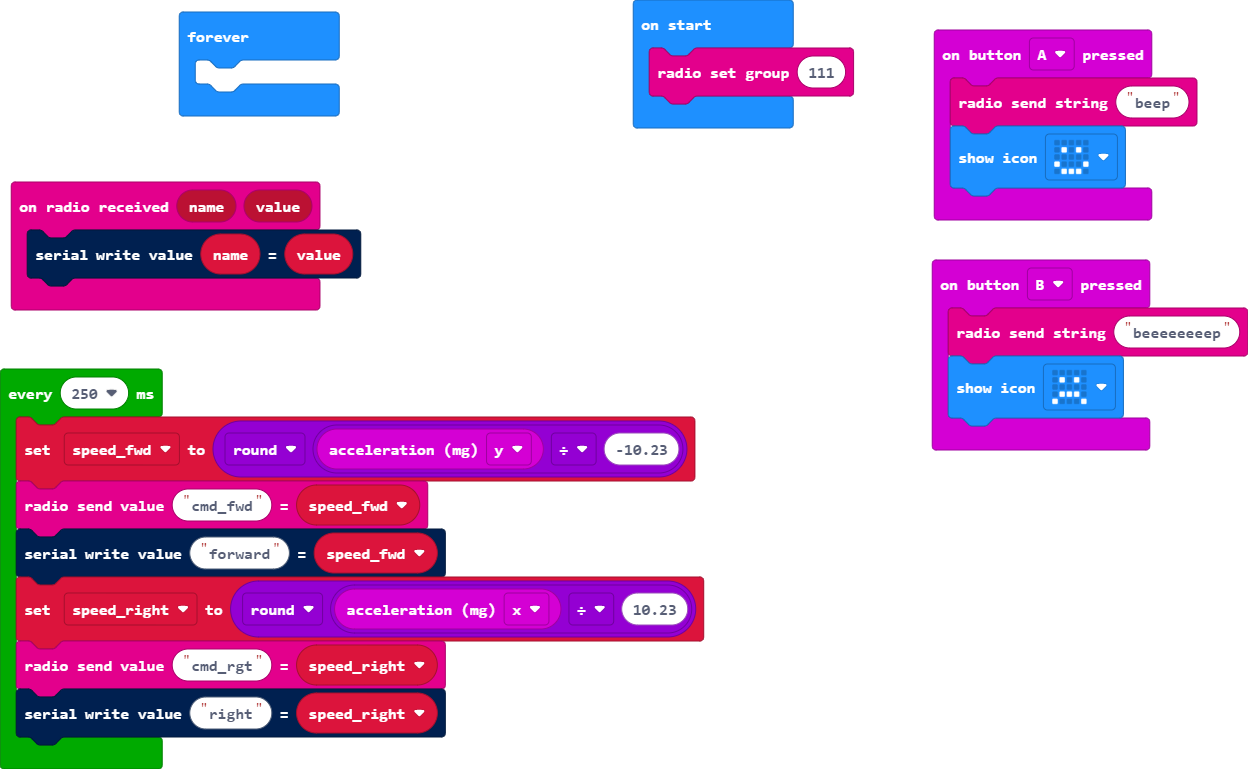 forever
on start
radio set group 111
on button A pressed
radio send string "beep"
show icon
on radio received name value
serial write value name = value
on button B pressed
radio send string "beeeeeeeep"
show icon
every 250 ms
set speed_fwd to round acceleration (mg) y ÷ -10.23
radio send value "cmd_fwd" = speed_fwd
serial write value "forward" = speed_fwd
set speed_right to round acceleration (mg) x ÷ 10.23
radio send value "cmd_rgt" = speed_right
serial write value "right" = speed_right